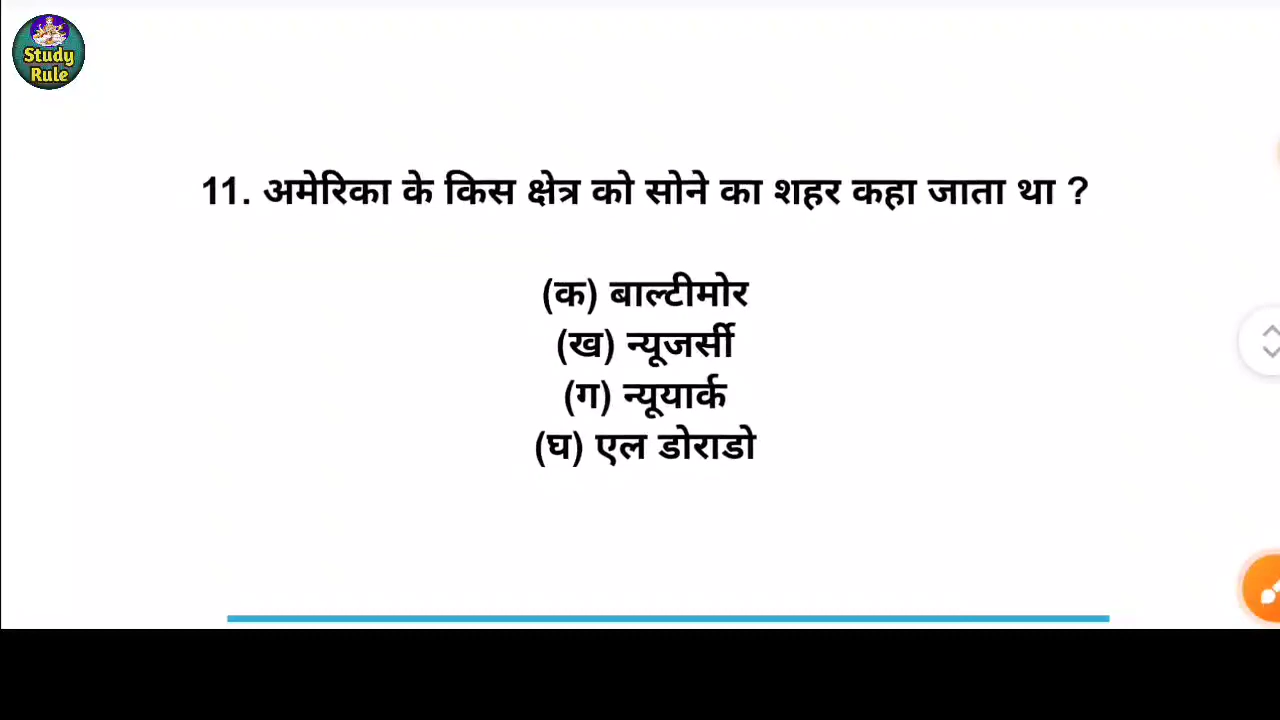 Study
Rule
11. अमेरिका के किस क्षेत्र को सोने का शहर कहा जाता था ?
(क) बाल्टीमोर
(ख) न्यूजर्सी
(ग) न्यूयार्क
(घ) एल डोराडो